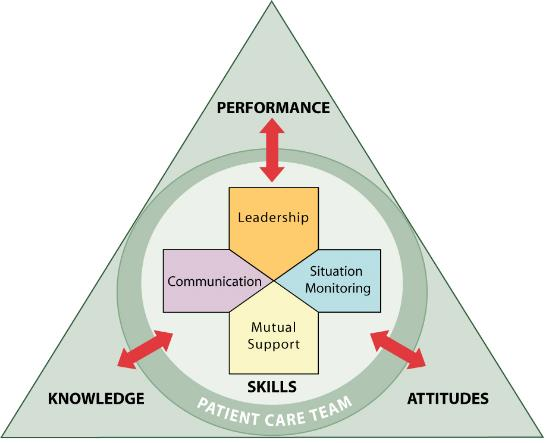 PERFORMANCE
Leadership
Communication
Situation
Monitoring
Mutual
Support
SKILLS
KNOWLEDGE
ATTITUDES
PATIENT CARE TEAM